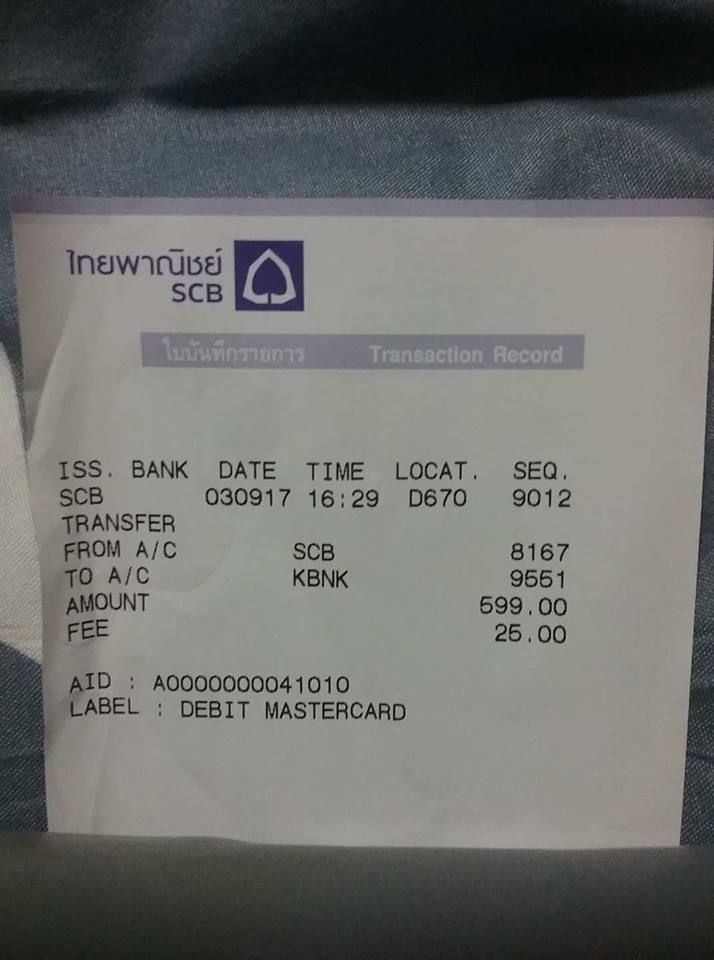 ไทยพาณิชย์
SCB
ใบบันทึกรายการ Transaction Record
ISS. BANK DATE TIME LOCAT. SEQ.
SCB 030917 16:29 D670 9012
TRANSFER
FROM A/C SCB 8167
TO A/C KBNK 9551
AMOUNT 599.00
FEE 25.00
AID : A0000000041010
LABEL : DEBIT MASTERCARD